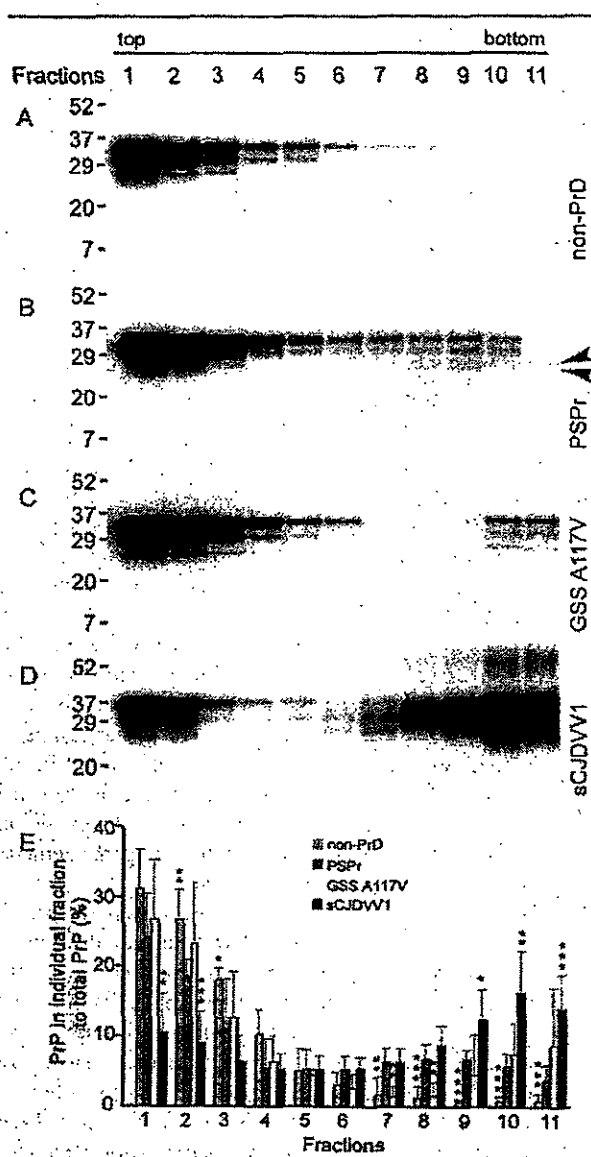 top bottom
Fractions 1 2 3 4 5 6 7 8 9 10 11
A
52-
37-
29-
20-
7-
non-PrD
B
52-
37-
29-
20-
7-
PSPr
C
52-
37-
29-
20-
7-
GSS A117V
D
52-
37-
29-
20-
sCJDVV1
E
PrP in individual fraction
to total PrP (%)
40
30
20
10
0
non-PrD
PSPr
GSS A117V
sCJDVV1
1 2 3 4 5 6 7 8 9 10 11
Fractions